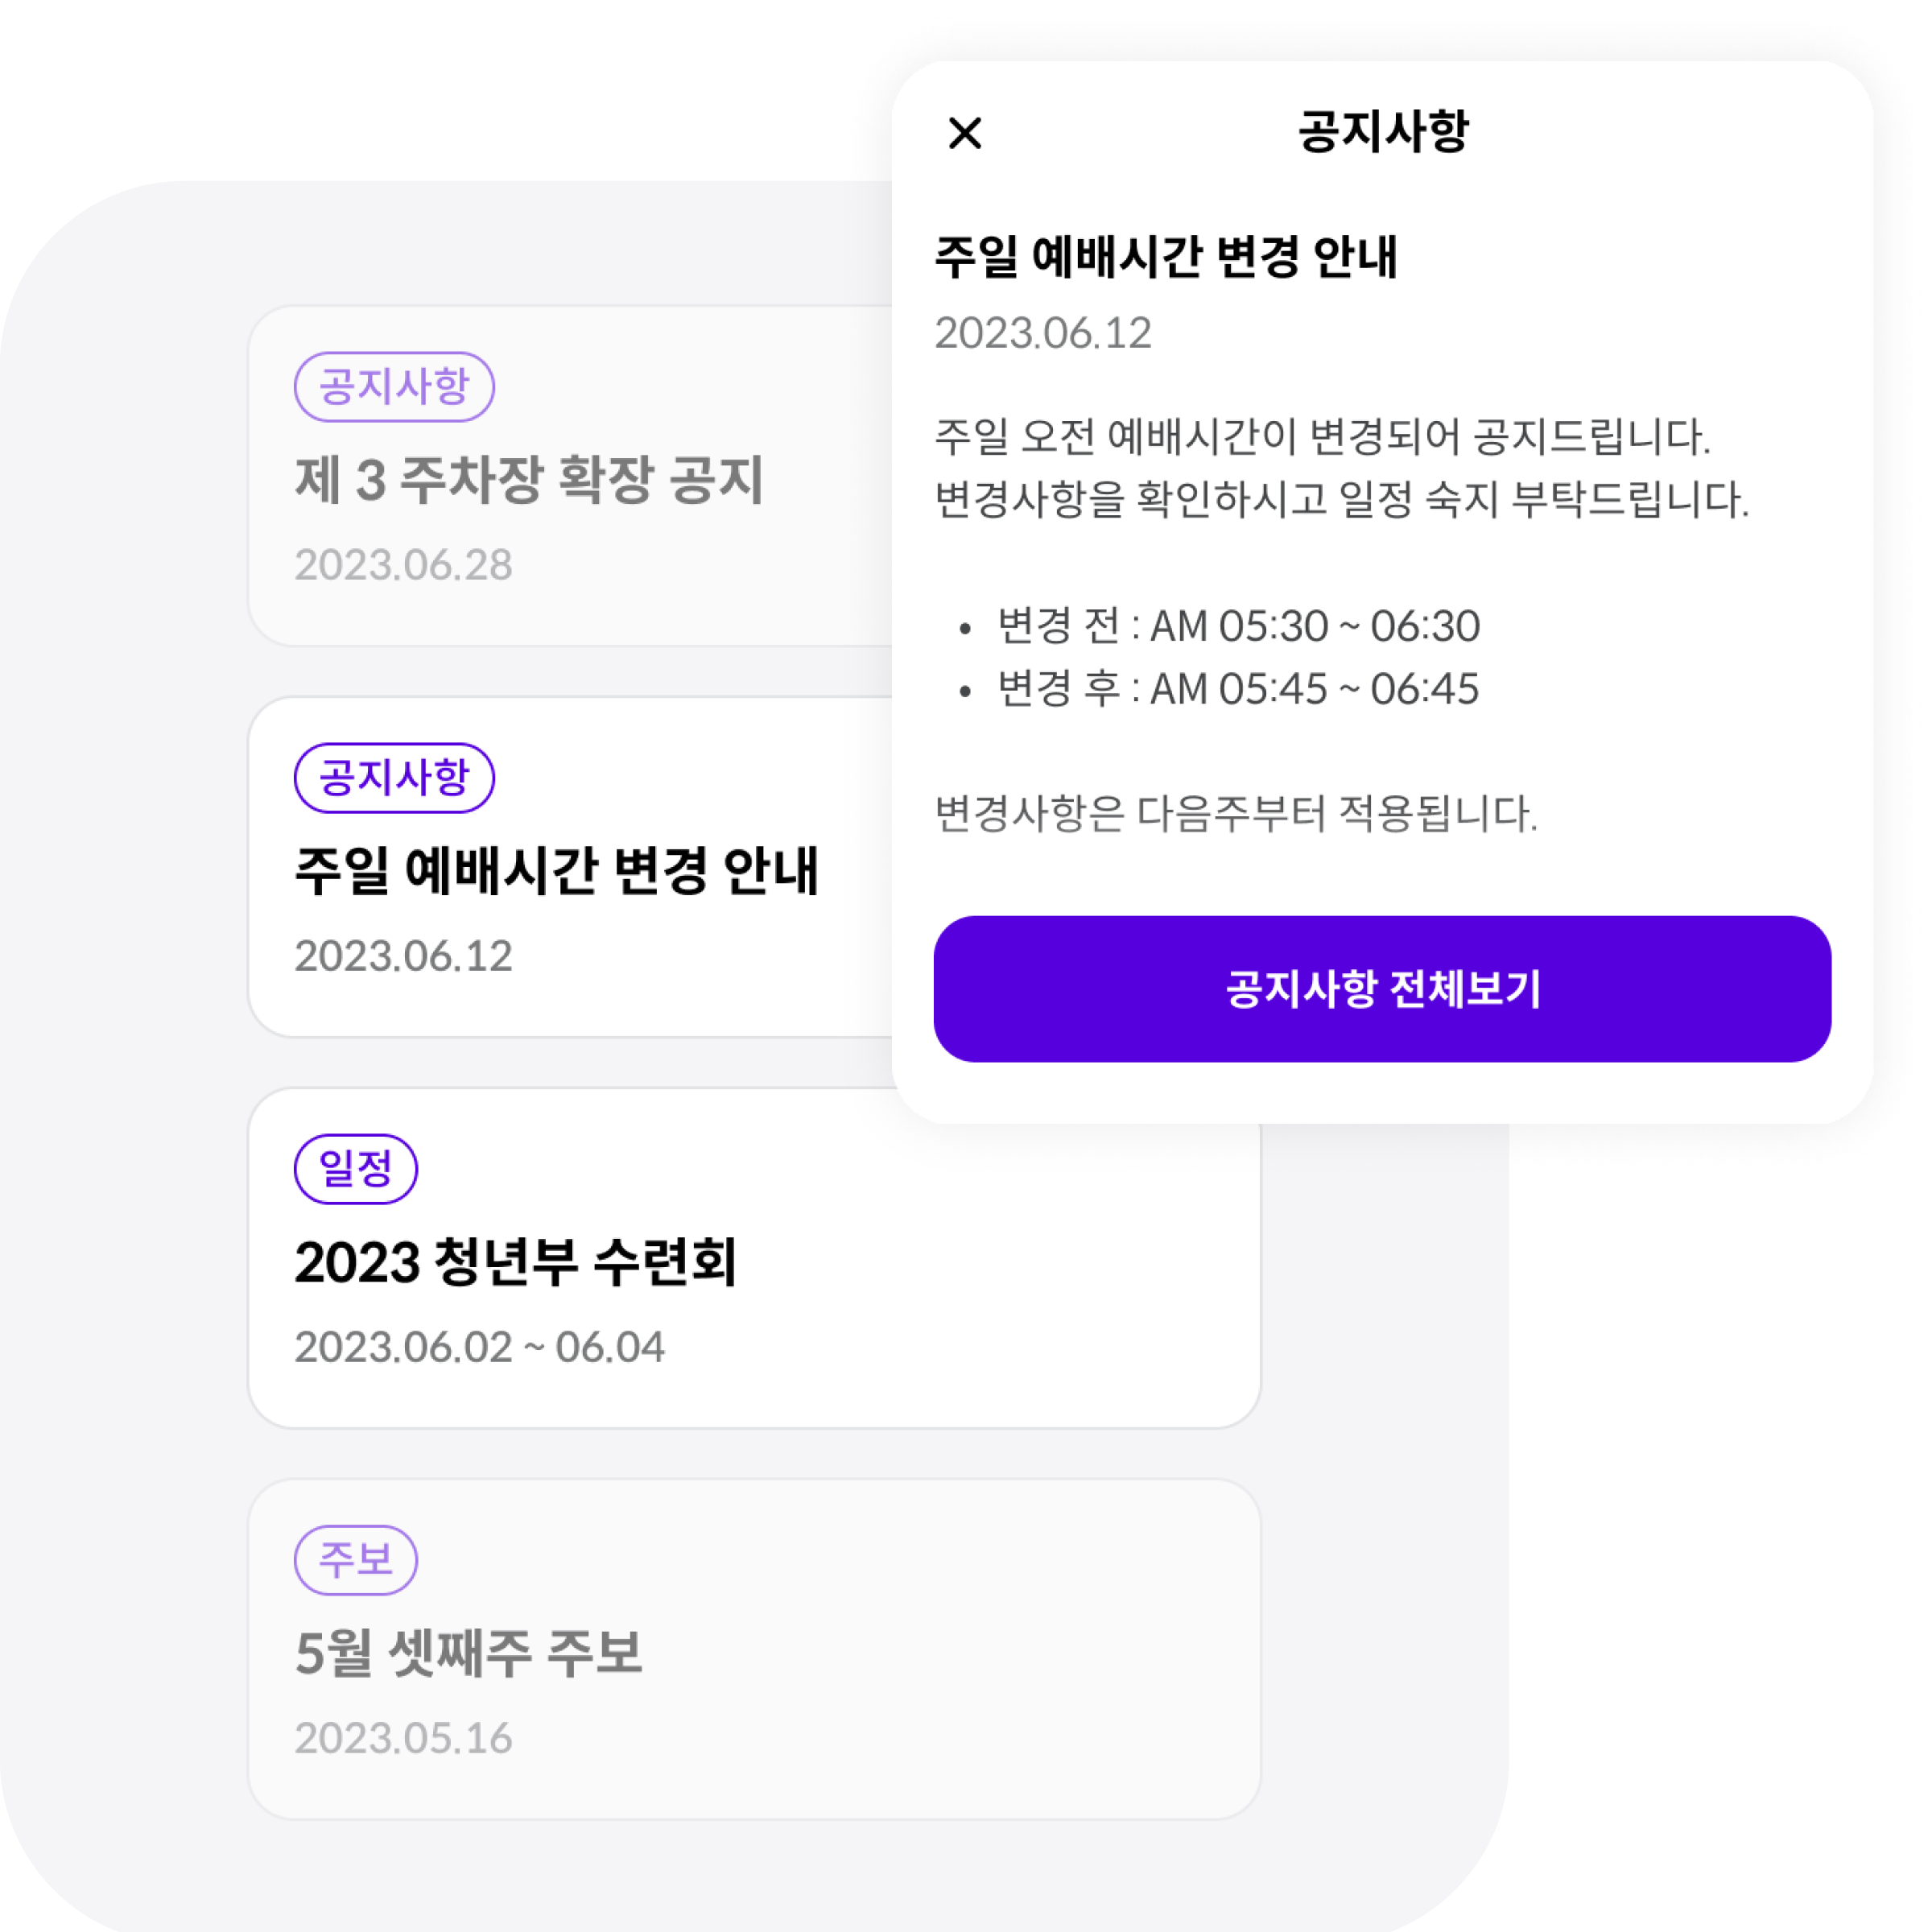 공지사항
제 3 주차장 확장 공지
2023.06.28
공지사항
주일 예배시간 변경 안내
2023.06.12
일정
2023 청년부 수련회
2023.06.02 ~ 06.04
주보
5월 셋째주 주보
2023.05.16
공지사항
주일 예배시간 변경 안내
2023.06.12
주일 오전 예배시간이 변경되어 공지드립니다.
변경사항을 확인하시고 일정 숙지 부탁드립니다.
• 변경 전 : AM 05:30 ~ 06:30
• 변경 후 : AM 05:45 ~ 06:45
변경사항은 다음주부터 적용됩니다.
공지사항 전체보기